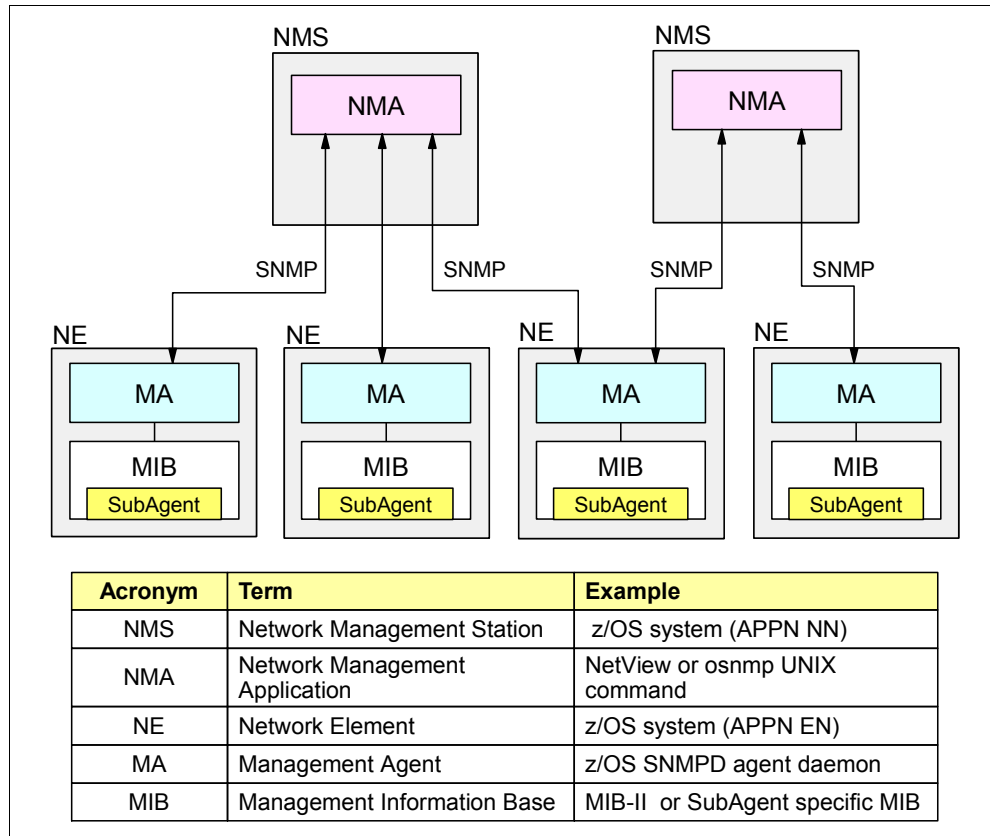 NMS
NMS
NMA
NMA
SNMP
SNMP
SNMP
SNMP
NE
NE
NE
NE
MA
MA
MA
MA
MIB
MIB
MIB
MIB
SubAgent
SubAgent
SubAgent
SubAgent
Acronym Term Example
NMS Network Management Station z/OS system (APPN NN)
NMA Network Management Application NetView or osnmp UNIX command
NE Network Element z/OS system (APPN EN)
MA Management Agent z/OS SNMPD agent daemon
MIB Management Information Base MIB-II or SubAgent specific MIB